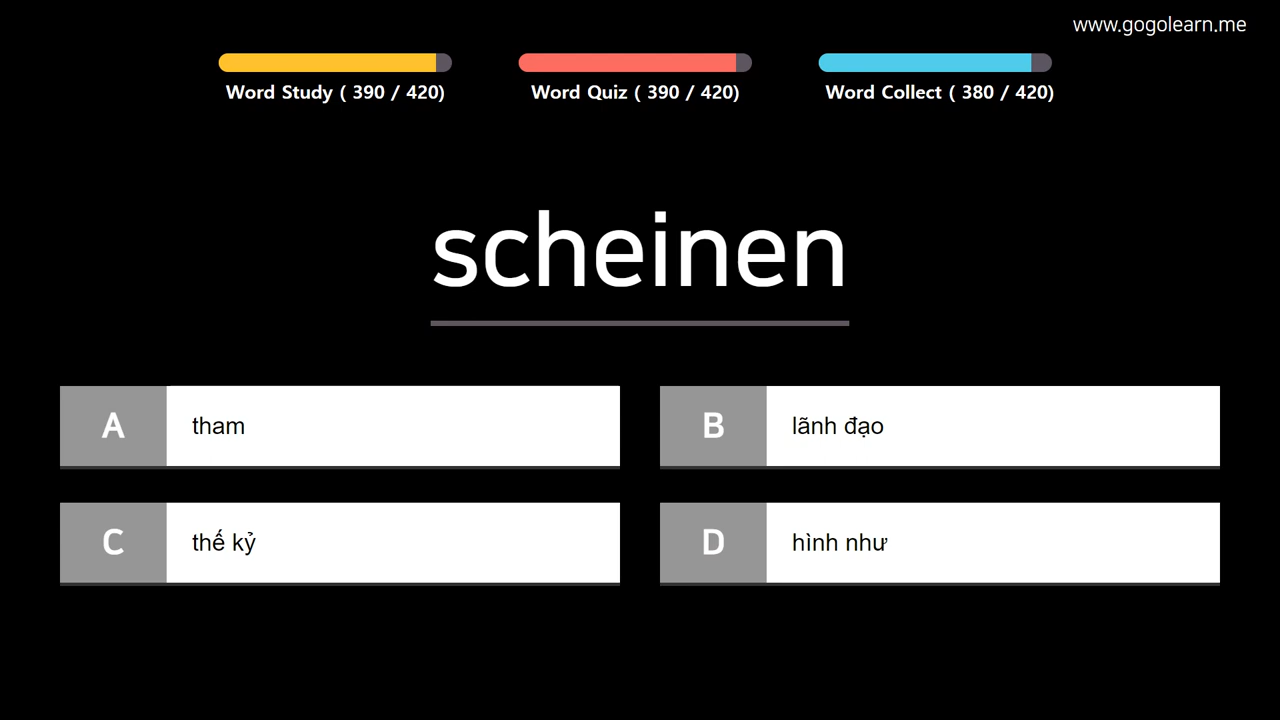 www.gogolearn.me
Word Study ( 390 / 420)
Word Quiz ( 390 / 420)
Word Collect ( 380 / 420)
scheinen
A tham
B lãnh đạo
C thế kỷ
D hình như